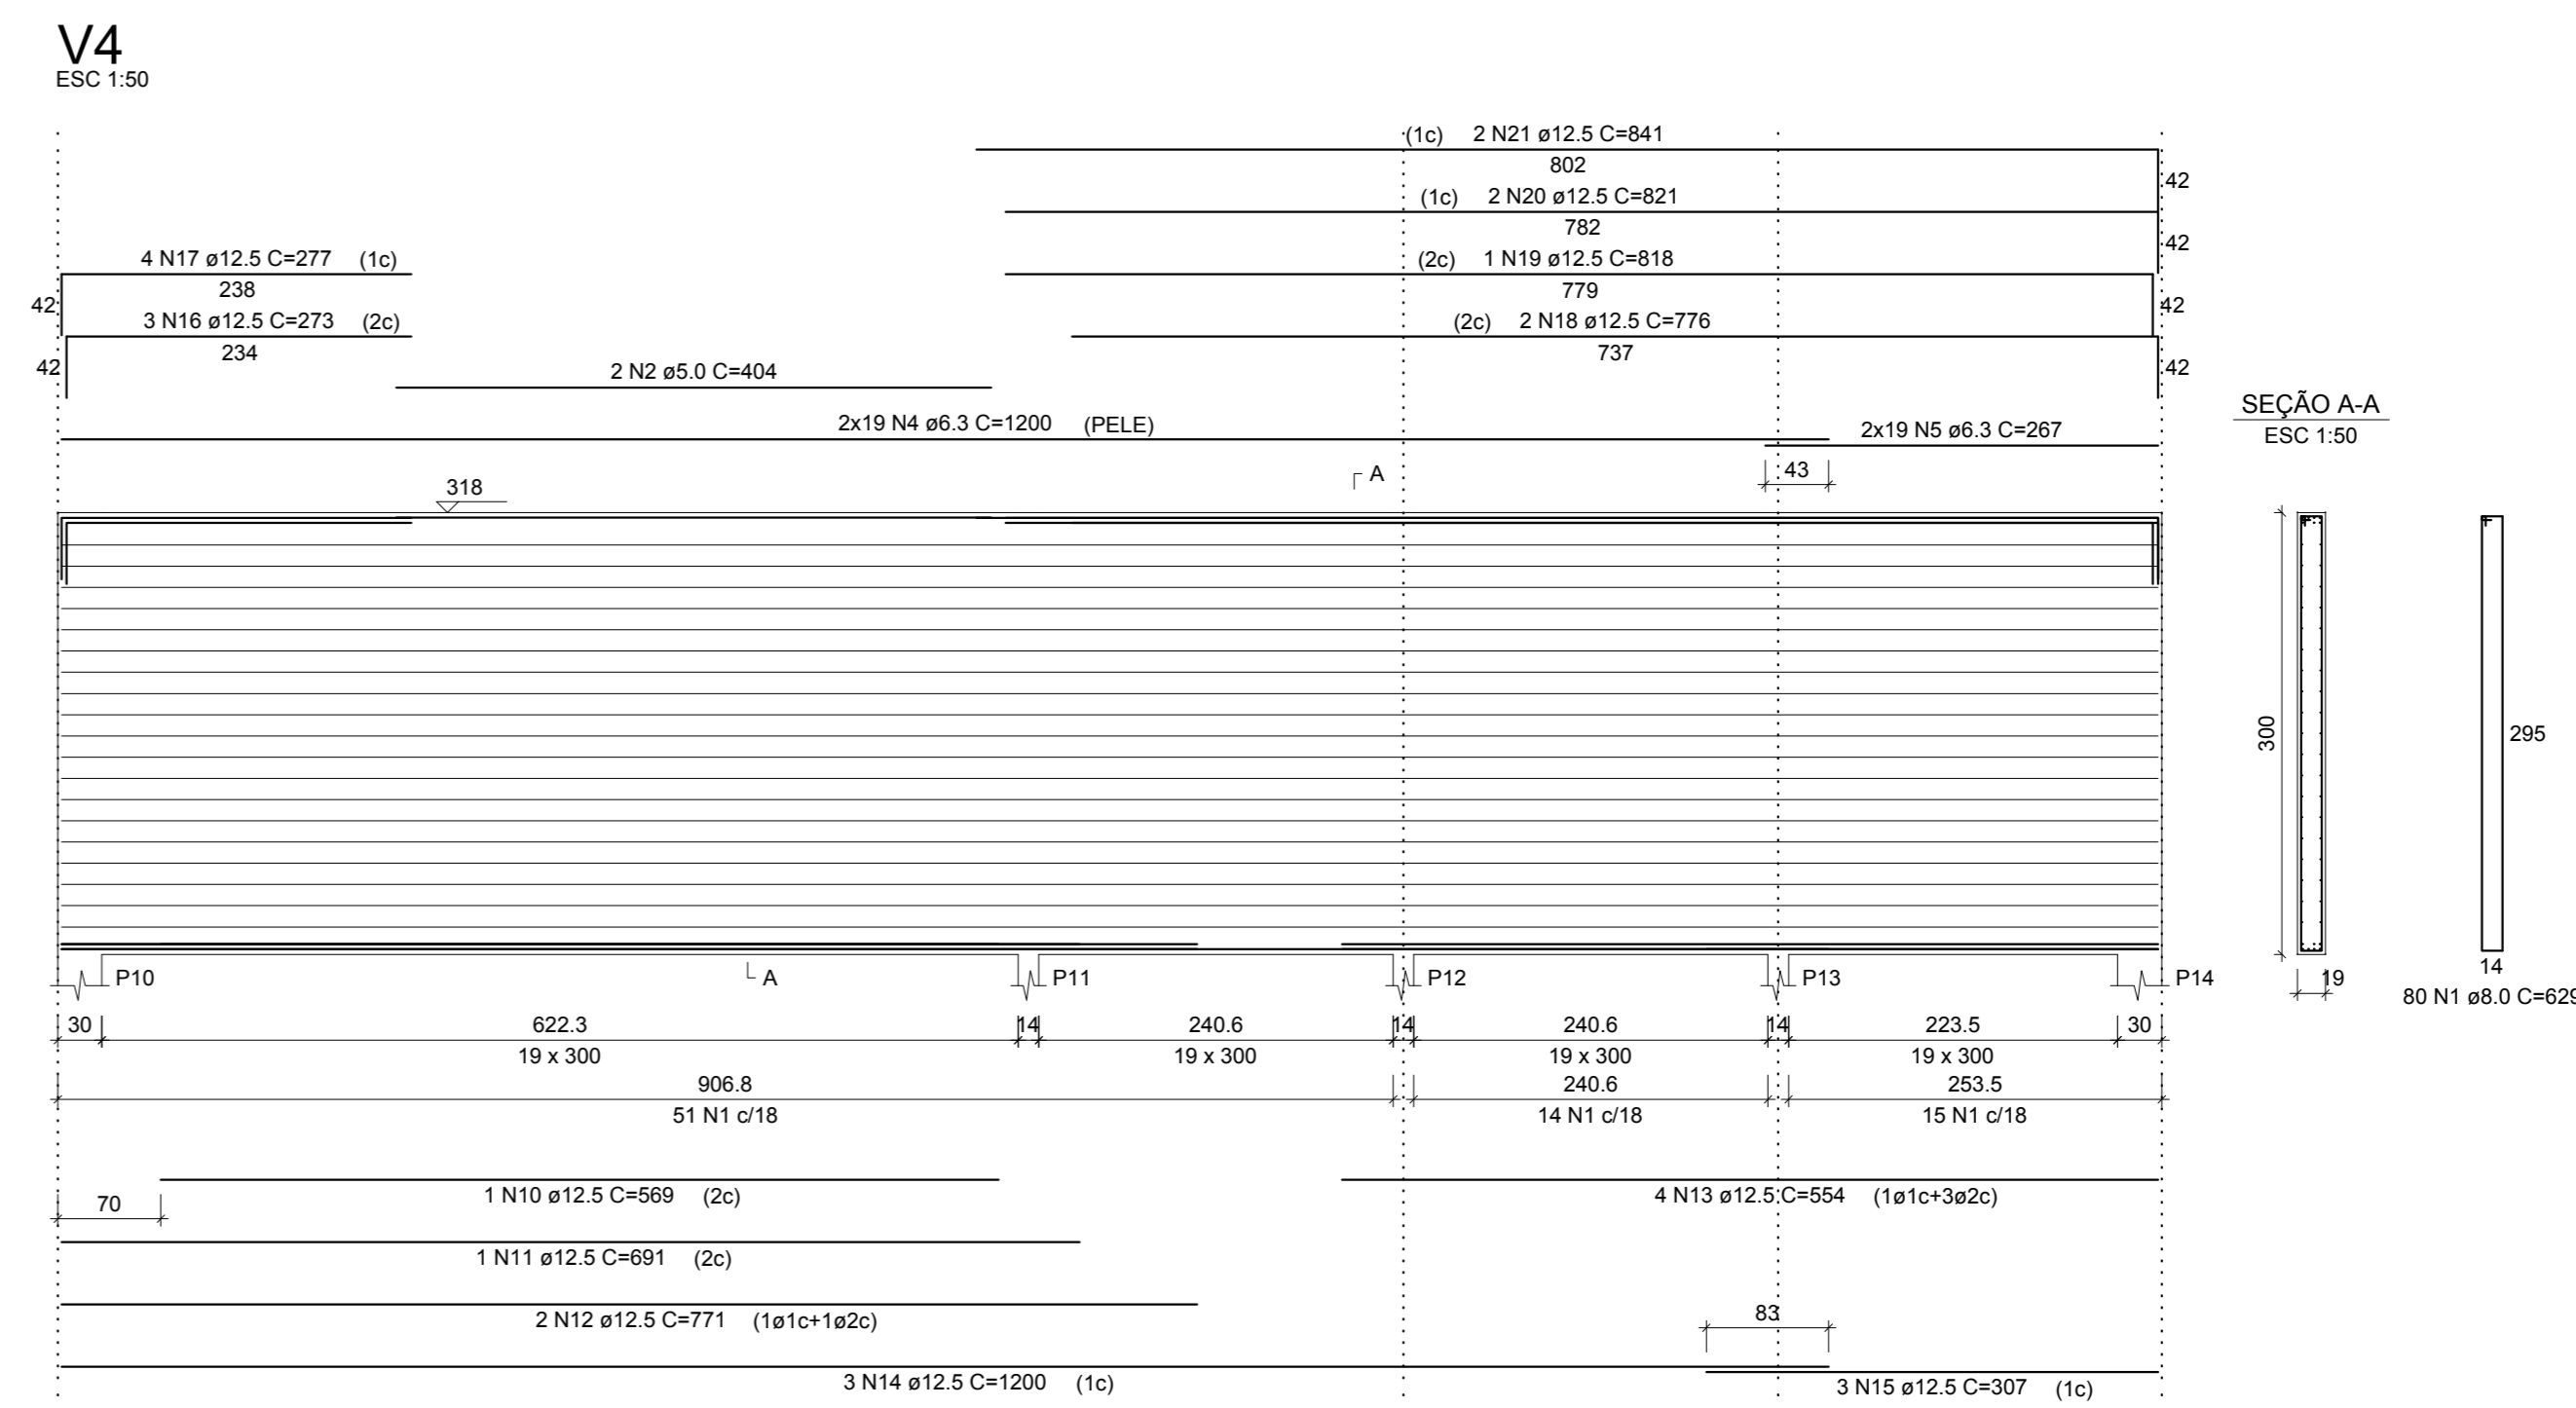 V4
ESC 1:50
(1c) 2 N21 ø12.5 C=841
802
42
(1c) 2 N20 ø12.5 C=821
782
42
4 N17 ø12.5 C=277 (1c)
238
42
(2c) 1 N19 ø12.5 C=818
779
42
3 N16 ø12.5 C=273 (2c)
234
42
(2c) 2 N18 ø12.5 C=776
737
42
2 N2 ø5.0 C=404
2x19 N4 ø6.3 C=1200 (PELE)
2x19 N5 ø6.3 C=267
43
A
318
SEÇÃO A-A
ESC 1:50
300
19
295
14
80 N1 ø8.0 C=629
P10
A
P11
P12
P13
P14
30 622.3 14 240.6 14 240.6 14 223.5 30
19 x 300 19 x 300 19 x 300 19 x 300
906.8 240.6 253.5
51 N1 c/18 14 N1 c/18 15 N1 c/18
1 N10 ø12.5 C=569 (2c)
70
4 N13 ø12.5 C=554 (1ø1c+3ø2c)
1 N11 ø12.5 C=691 (2c)
2 N12 ø12.5 C=771 (1ø1c+1ø2c)
83
3 N14 ø12.5 C=1200 (1c)
3 N15 ø12.5 C=307 (1c)